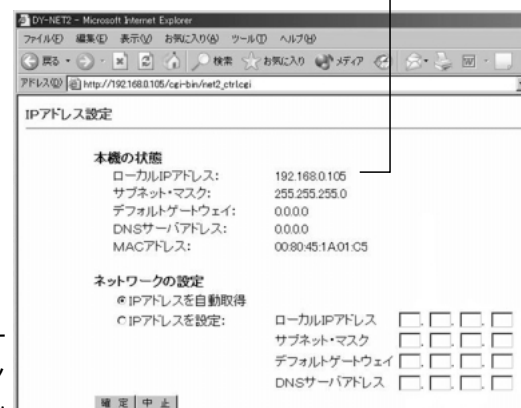 DY-NET2 - Microsoft Internet Explorer
ファイル(F) 編集(E) 表示(V) お気に入り(A) ツール(T) ヘルプ(H)
戻る 検索 お気に入り メディア
アドレス(D) http://192.168.0.105/cgi-bin/net2_ctrl.cgi
IPアドレス設定
本機の状態
ローカルIPアドレス: 192.168.0.105
サブネット・マスク: 255.255.255.0
デフォルトゲートウェイ: 0.0.0.0
DNSサーバアドレス: 0.0.0.0
MACアドレス: 00:80:45:1A:01:C5
ネットワークの設定
IPアドレスを自動取得
IPアドレスを設定: ローカルIPアドレス . . .
サブネット・マスク . . .
デフォルトゲートウェイ . . .
DNSサーバアドレス . . .
確定 中止